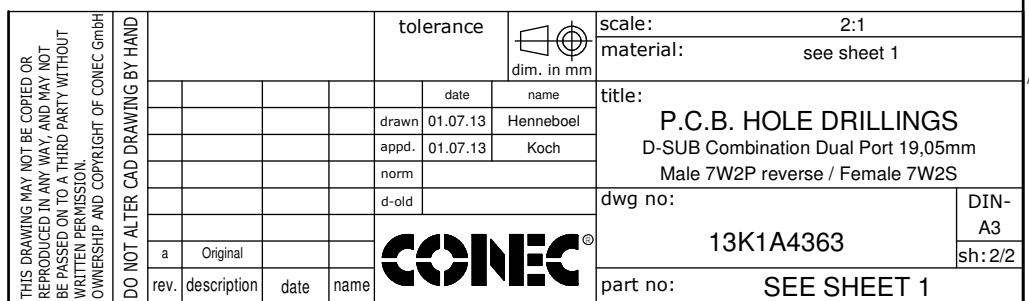 THIS DRAWING MAY NOT BE COPIED OR
REPRODUCED IN ANY WAY, AND MAY NOT
BE PASSED ON TO A THIRD PARTY WITHOUT
WRITTEN PERMISSION.
OWNERSHIP AND COPYRIGHT OF CONEC GmbH
DO NOT ALTER CAD DRAWING BY HAND
tolerance
dim. in mm
scale: 2:1
material: see sheet 1
date name
drawn 01.07.13 Henneboel
appd. 01.07.13 Koch
norm
d-old
title:
P.C.B. HOLE DRILLINGS
D-SUB Combination Dual Port 19,05mm
Male 7W2P reverse / Female 7W2S
a Original
rev. description date name
CONEC®
dwg no:
13K1A4363
DIN-
A3
sh: 2/2
part no: SEE SHEET 1